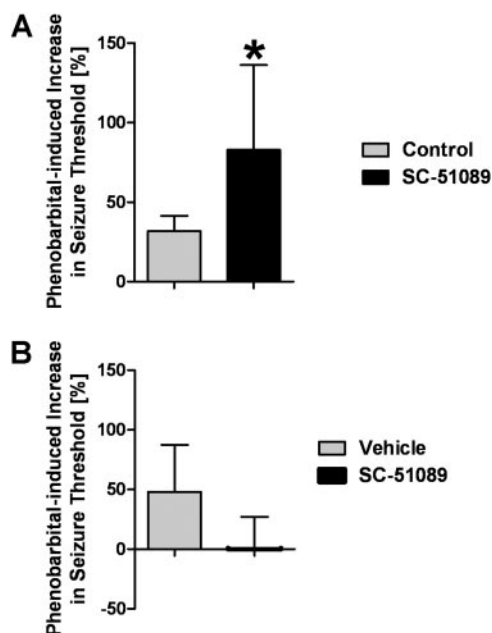 A
Phenobarbital-induced Increase
in Seizure Threshold [%]
150
100
50
0
*
Control
SC-51089
B
Phenobarbital-induced Increase
in Seizure Threshold [%]
150
100
50
0
-50
Vehicle
SC-51089